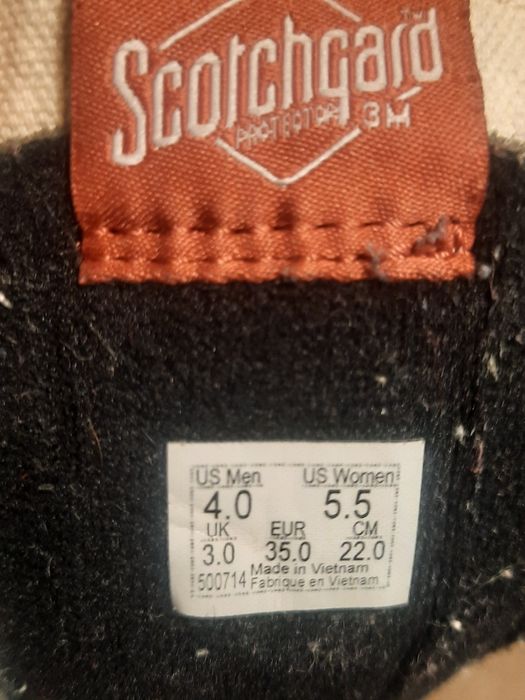 Scotchgard™
PROTECTOR 3M
US Men US Women
4.0 5.5
UK EUR CM
3.0 35.0 22.0
Made in Vietnam
500714 Fabrique en Vietnam